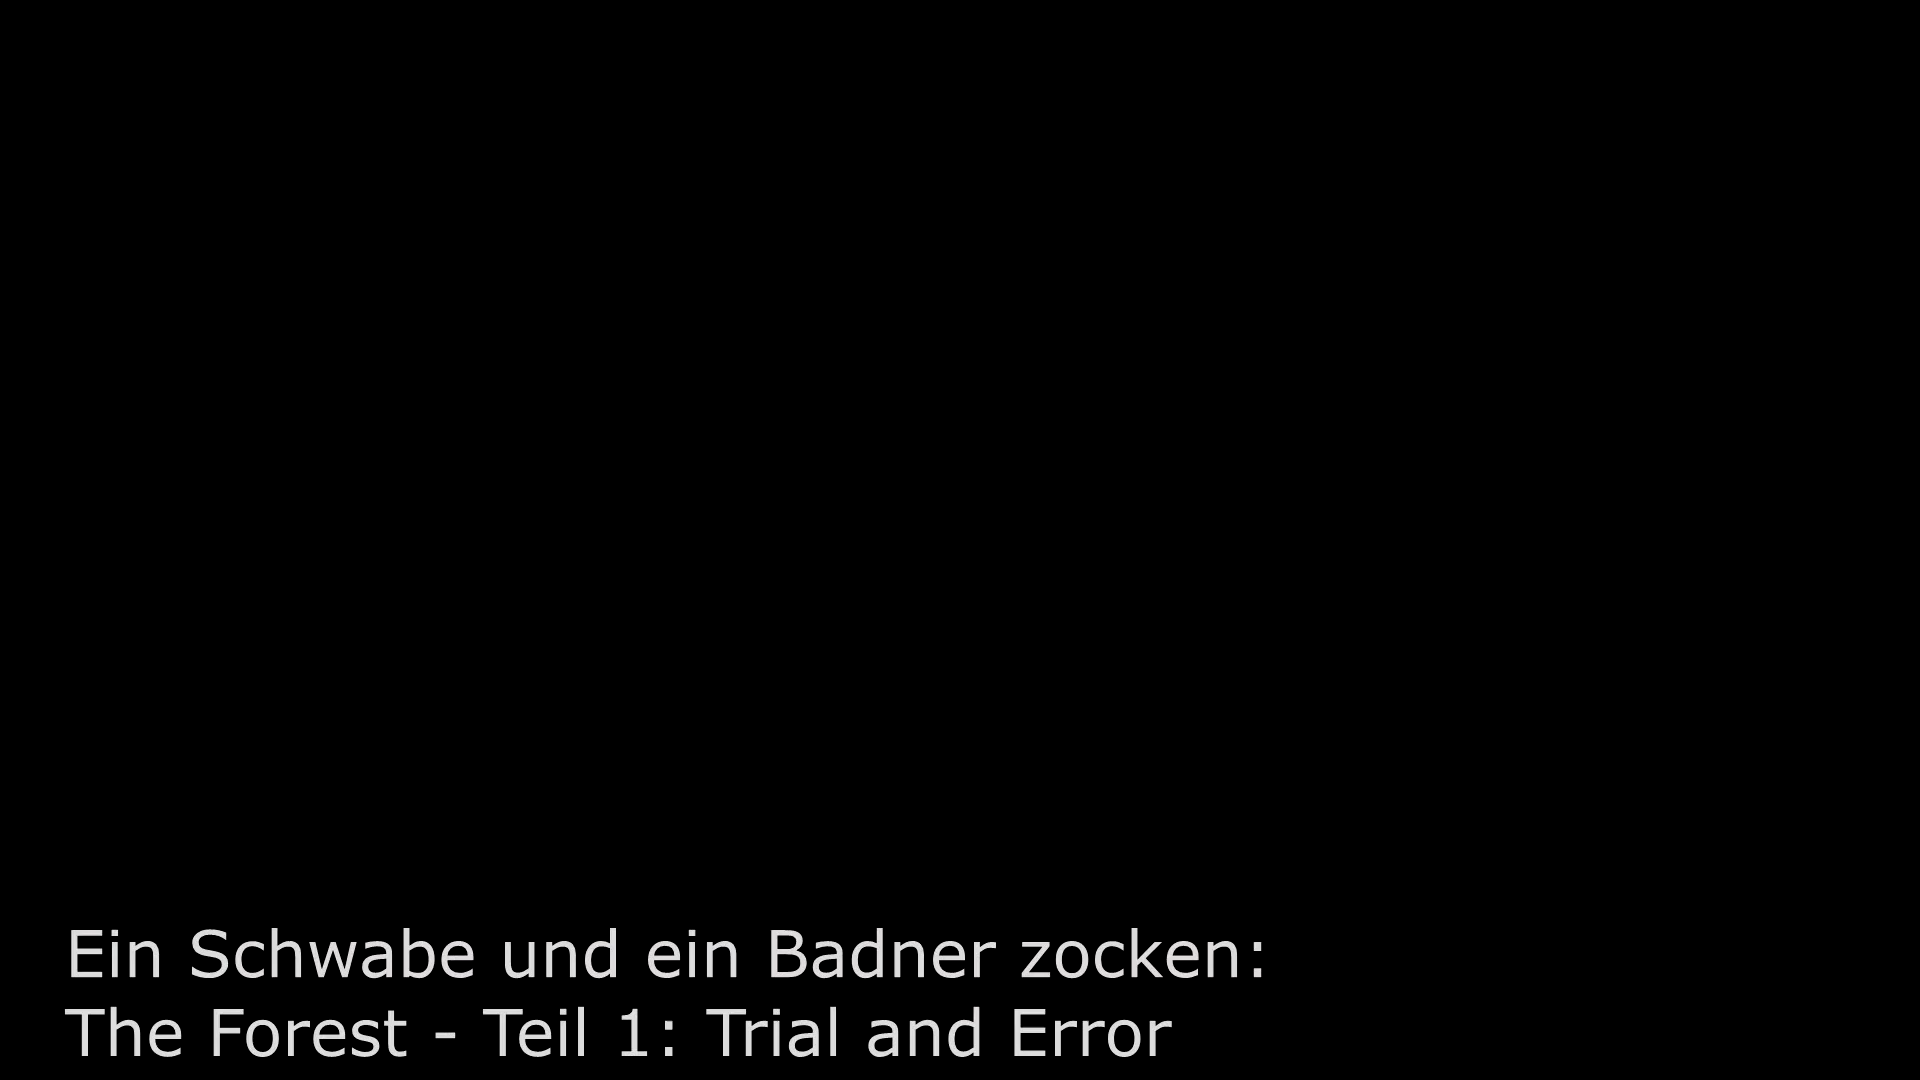 Ein Schwabe und ein Badner zocken:
The Forest - Teil 1: Trial and Error